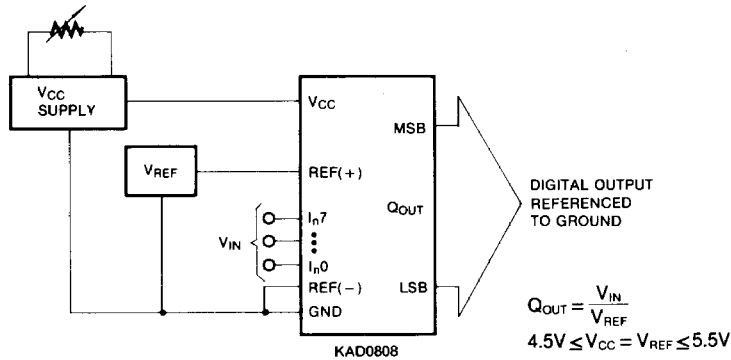 VCC
SUPPLY
VREF
VIN
VCC
REF(+)
In7
In0
REF(−)
GND
MSB
QOUT
LSB
KAD0808
DIGITAL OUTPUT
REFERENCED
TO GROUND
QOUT = VIN
VREF
4.5V ≤ VCC = VREF ≤ 5.5V